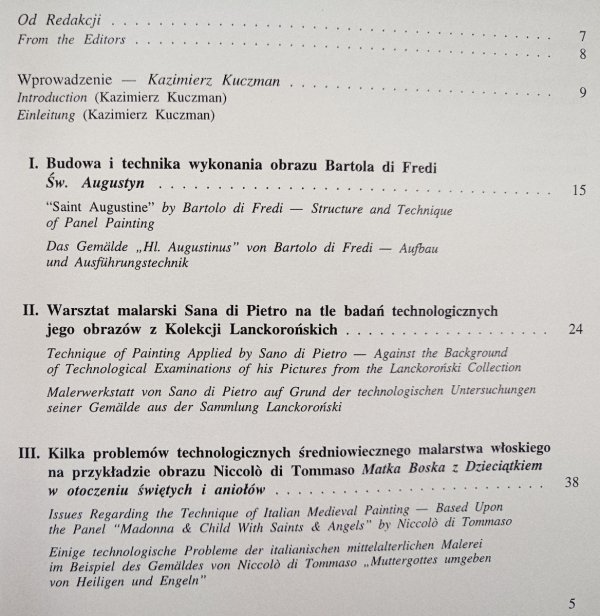 Od Redakcji . . . . . . . . . . . . . . . . . . . . . . . . . . . . 7
From the Editors . . . . . . . . . . . . . . . . . . . . . . . . . . 8
Wprowadzenie — Kazimierz Kuczman . . . . . . . . . . . . . . . . 9
Introduction (Kazimierz Kuczman)
Einleitung (Kazimierz Kuczman)
I. Budowa i technika wykonania obrazu Bartola di Fredi
Św. Augustyn . . . . . . . . . . . . . . . . . . . . . . . . . . 15
“Saint Augustine” by Bartolo di Fredi — Structure and Technique
of Panel Painting
Das Gemälde „Hl. Augustinus” von Bartolo di Fredi — Aufbau
und Ausführungstechnik
II. Warsztat malarski Sana di Pietro na tle badań technologicznych
jego obrazów z Kolekcji Lanckorońskich . . . . . . . . . . . . . 24
Technique of Painting Applied by Sano di Pietro — Against the Background
of Technological Examinations of his Pictures from the Lanckoroński Collection
Malerwerkstatt von Sano di Pietro auf Grund der technologischen Untersuchungen
seiner Gemälde aus der Sammlung Lanckoroński
III. Kilka problemów technologicznych średniowiecznego malarstwa włoskiego
na przykładzie obrazu Niccolò di Tommaso Matka Boska z Dzieciątkiem
w otoczeniu świętych i aniołów . . . . . . . . . . . . . . . . . 38
Issues Regarding the Technique of Italian Medieval Painting — Based Upon
the Panel “Madonna & Child With Saints & Angels” by Niccolò di Tommaso
Einige technologische Probleme der italianischen mittelalterlichen Malerei
im Beispiel des Gemäldes von Niccolò di Tommaso „Muttergottes umgeben
von Heiligen und Engeln”
5